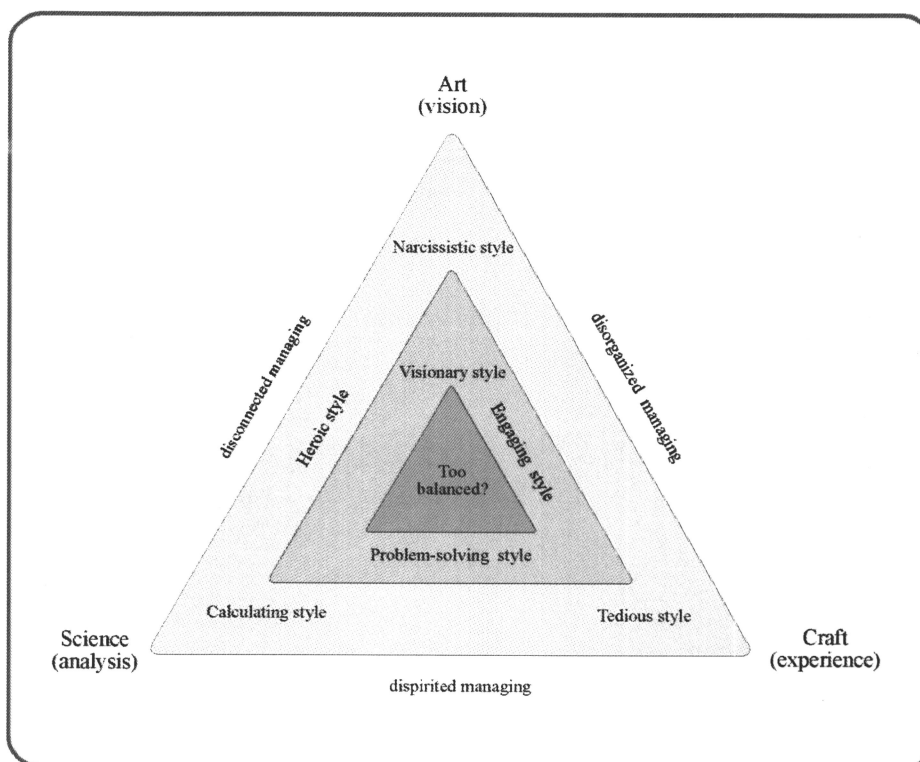 Art
(vision)
Narcissistic style
disconnected managing
disorganized managing
Heroic style
Visionary style
Engaging style
Too
balanced?
Problem-solving style
Calculating style
Tedious style
Science
(analysis)
Craft
(experience)
dispirited managing